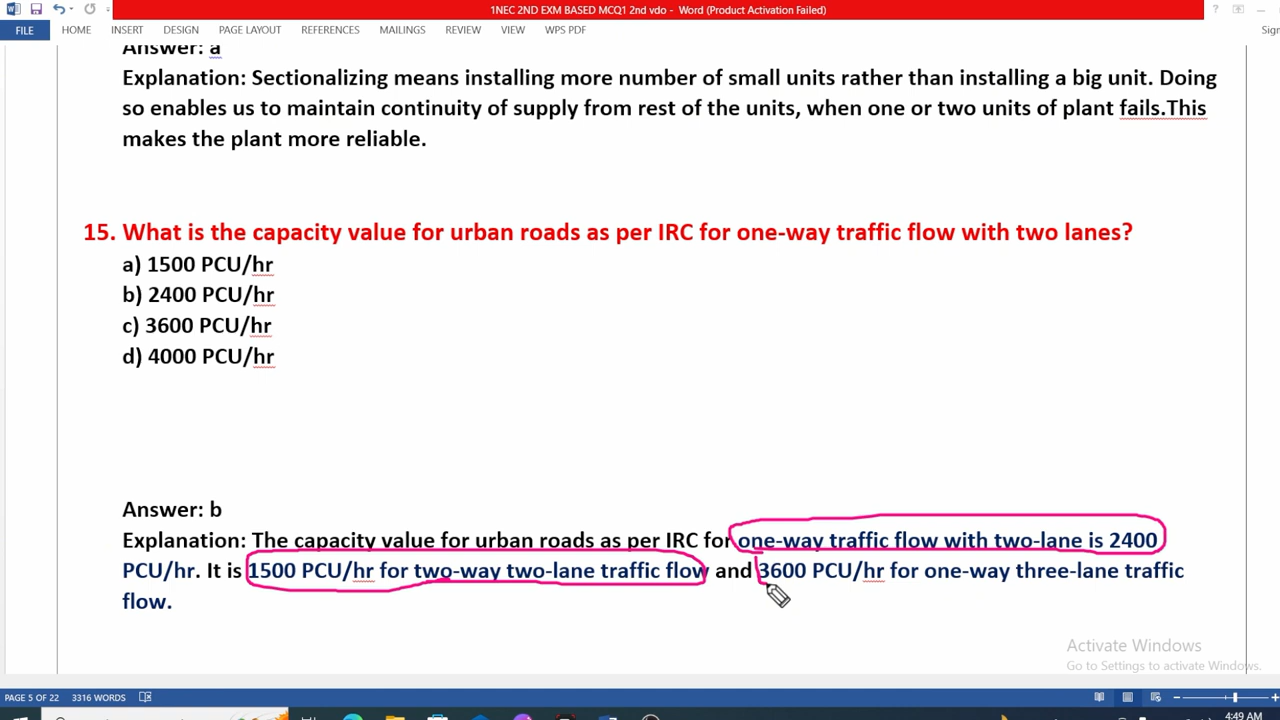 1NEC 2ND EXM BASED MCQ1 2nd vdo - Word (Product Activation Failed)
FILE HOME INSERT DESIGN PAGE LAYOUT REFERENCES MAILINGS REVIEW VIEW WPS PDF
Answer: a
Explanation: Sectionalizing means installing more number of small units rather than installing a big unit. Doing
so enables us to maintain continuity of supply from rest of the units, when one or two units of plant fails.This
makes the plant more reliable.
15. What is the capacity value for urban roads as per IRC for one-way traffic flow with two lanes?
a) 1500 PCU/hr
b) 2400 PCU/hr
c) 3600 PCU/hr
d) 4000 PCU/hr
Answer: b
Explanation: The capacity value for urban roads as per IRC for one-way traffic flow with two-lane is 2400
PCU/hr. It is 1500 PCU/hr for two-way two-lane traffic flow and 3600 PCU/hr for one-way three-lane traffic
flow.
Activate Windows
Go to Settings to activate Windows.
PAGE 5 OF 22 3316 WORDS
4:49 AM